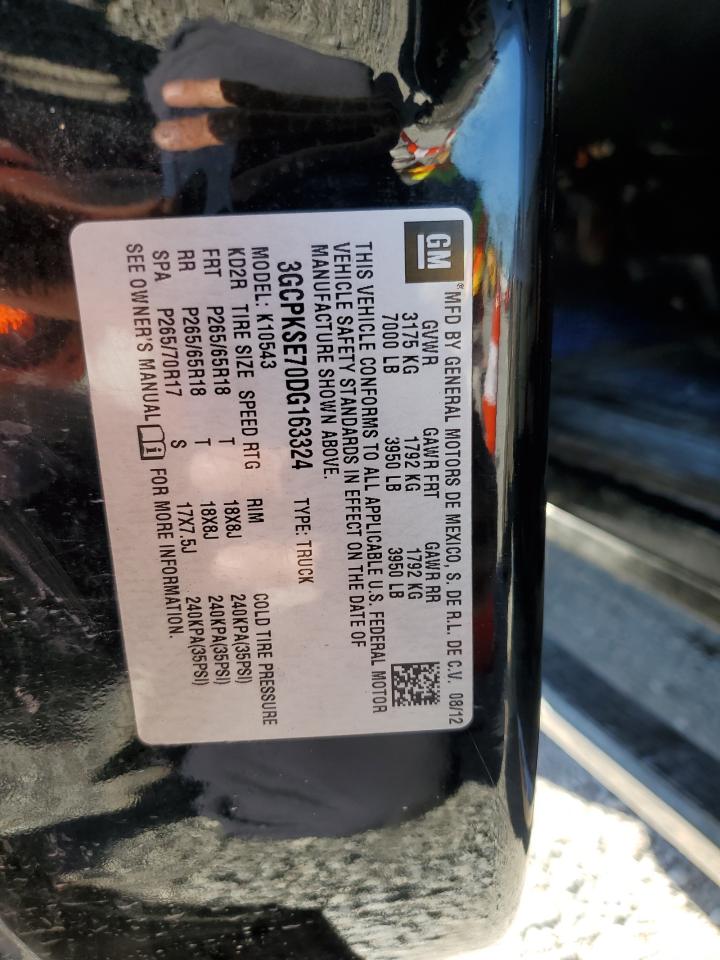 GM
® MFD BY GENERAL MOTORS DE MEXICO, S. DE R.L. DE C.V. 08/12
GVWR GAWR FRT GAWR RR
3175 KG 1792 KG 1792 KG
7000 LB 3950 LB 3950 LB
THIS VEHICLE CONFORMS TO ALL APPLICABLE U.S. FEDERAL MOTOR
VEHICLE SAFETY STANDARDS IN EFFECT ON THE DATE OF
MANUFACTURE SHOWN ABOVE.
3GCPKSE70DG163324 TYPE: TRUCK
MODEL: K10543
KD2R TIRE SIZE SPEED RTG RIM COLD TIRE PRESSURE
FRT P265/65R18 T 18X8J 240KPA(35PSI)
RR P265/65R18 T 18X8J 240KPA(35PSI)
SPA P265/70R17 S 17X7.5J 240KPA(35PSI)
SEE OWNER'S MANUAL FOR MORE INFORMATION.